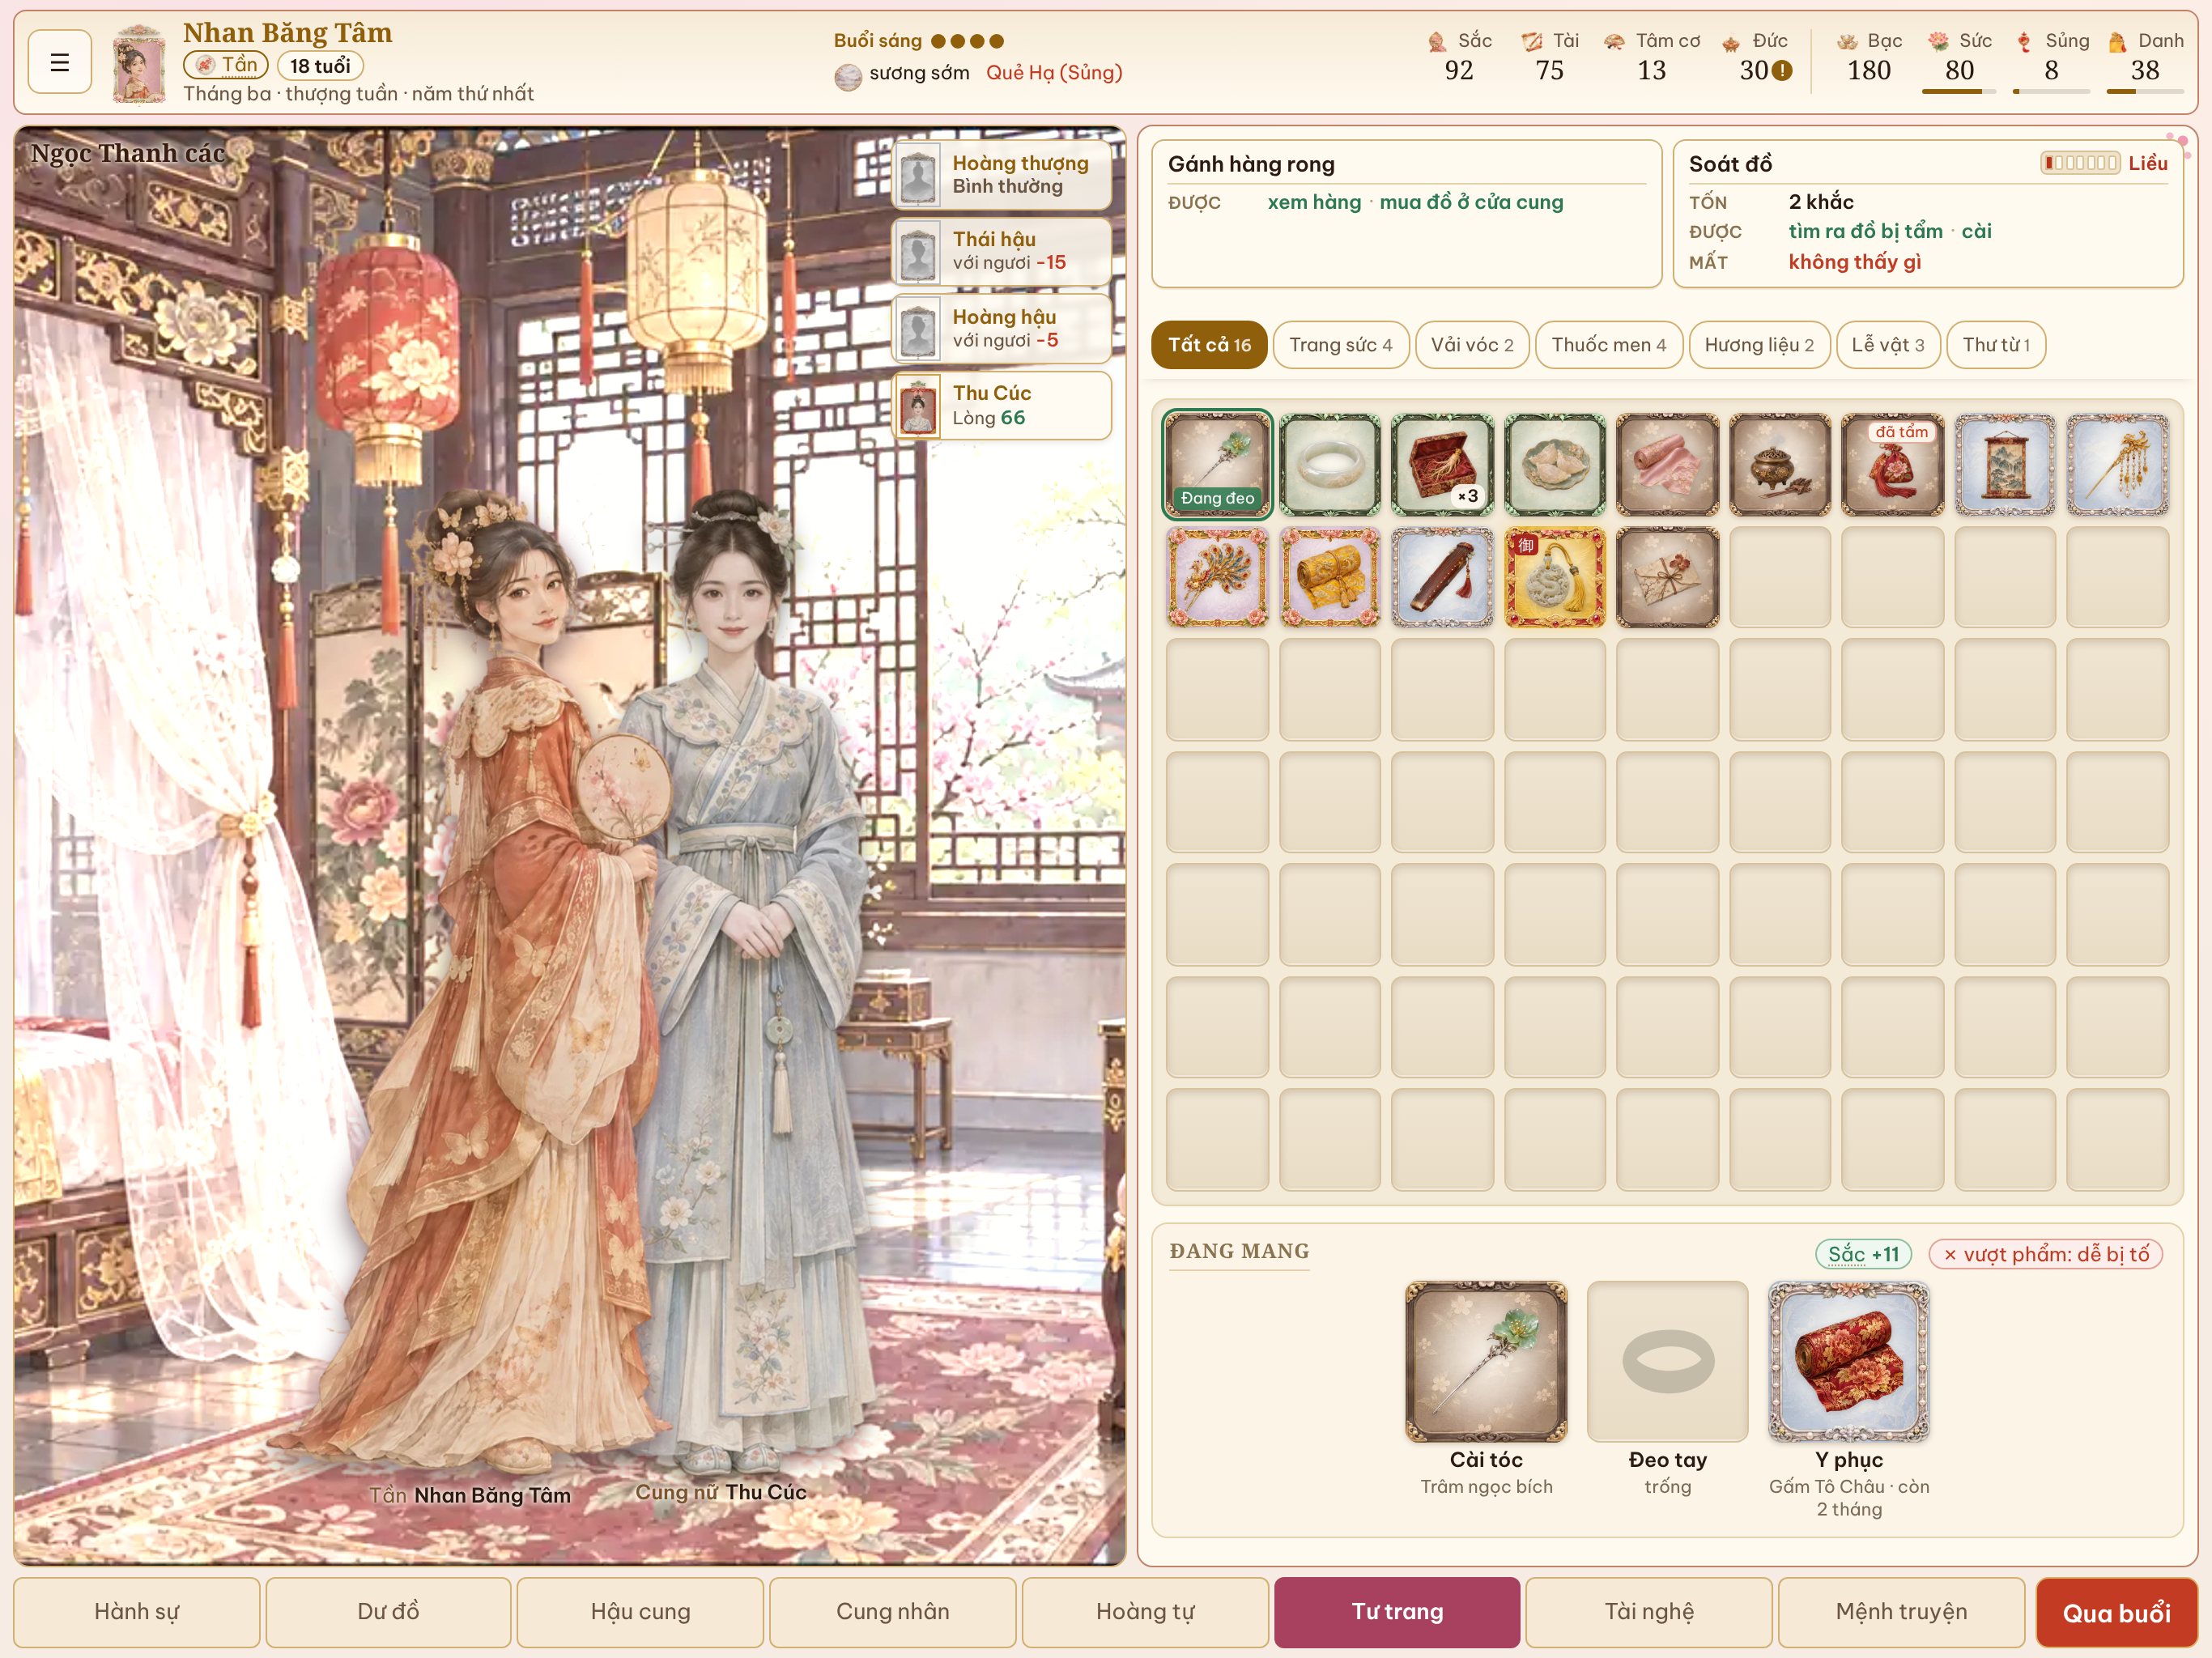 ☰
Nhan Băng Tâm
Tần 18 tuổi
Tháng ba · thượng tuần · năm thứ nhất
Buổi sáng
sương sớm Quẻ Hạ (Sủng)
Sắc Tài Tâm cơ Đức Bạc Sức Sủng Danh
92 75 13 30 ! 180 80 8 38
Ngọc Thanh các
Hoàng thượng
Bình thường
Thái hậu
với ngươi -15
Hoàng hậu
với ngươi -5
Thu Cúc
Lòng 66
Tần Nhan Băng Tâm
Cung nữ Thu Cúc
Gánh hàng rong
ĐƯỢC xem hàng · mua đồ ở cửa cung
Soát đồ Liều
TỐN 2 khắc
ĐƯỢC tìm ra đồ bị tẩm · cài
MẤT không thấy gì
Tất cả 16 Trang sức 4 Vải vóc 2 Thuốc men 4 Hương liệu 2 Lễ vật 3 Thư từ 1
Đang đeo
×3
đã tẩm
御
ĐANG MANG
Sắc +11 × vượt phẩm: dễ bị tố
Cài tóc
Trâm ngọc bích
Đeo tay
trống
Y phục
Gấm Tô Châu · còn
2 tháng
Hành sự Dư đồ Hậu cung Cung nhân Hoàng tự Tư trang Tài nghệ Mệnh truyện Qua buổi